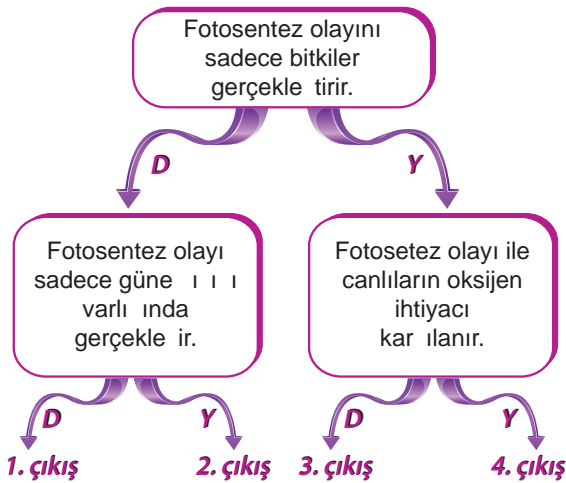 Fotosentez olayını
sadece bitkiler
gerçekle tirir.
D
Y
Fotosentez olayı
sadece güne ı ı ı
varlı ında
gerçekle ir.
Fotosetez olayı ile
canlıların oksijen
ihtiyacı
kar ılanır.
D
Y
D
Y
1. çıkış
2. çıkış
3. çıkış
4. çıkış